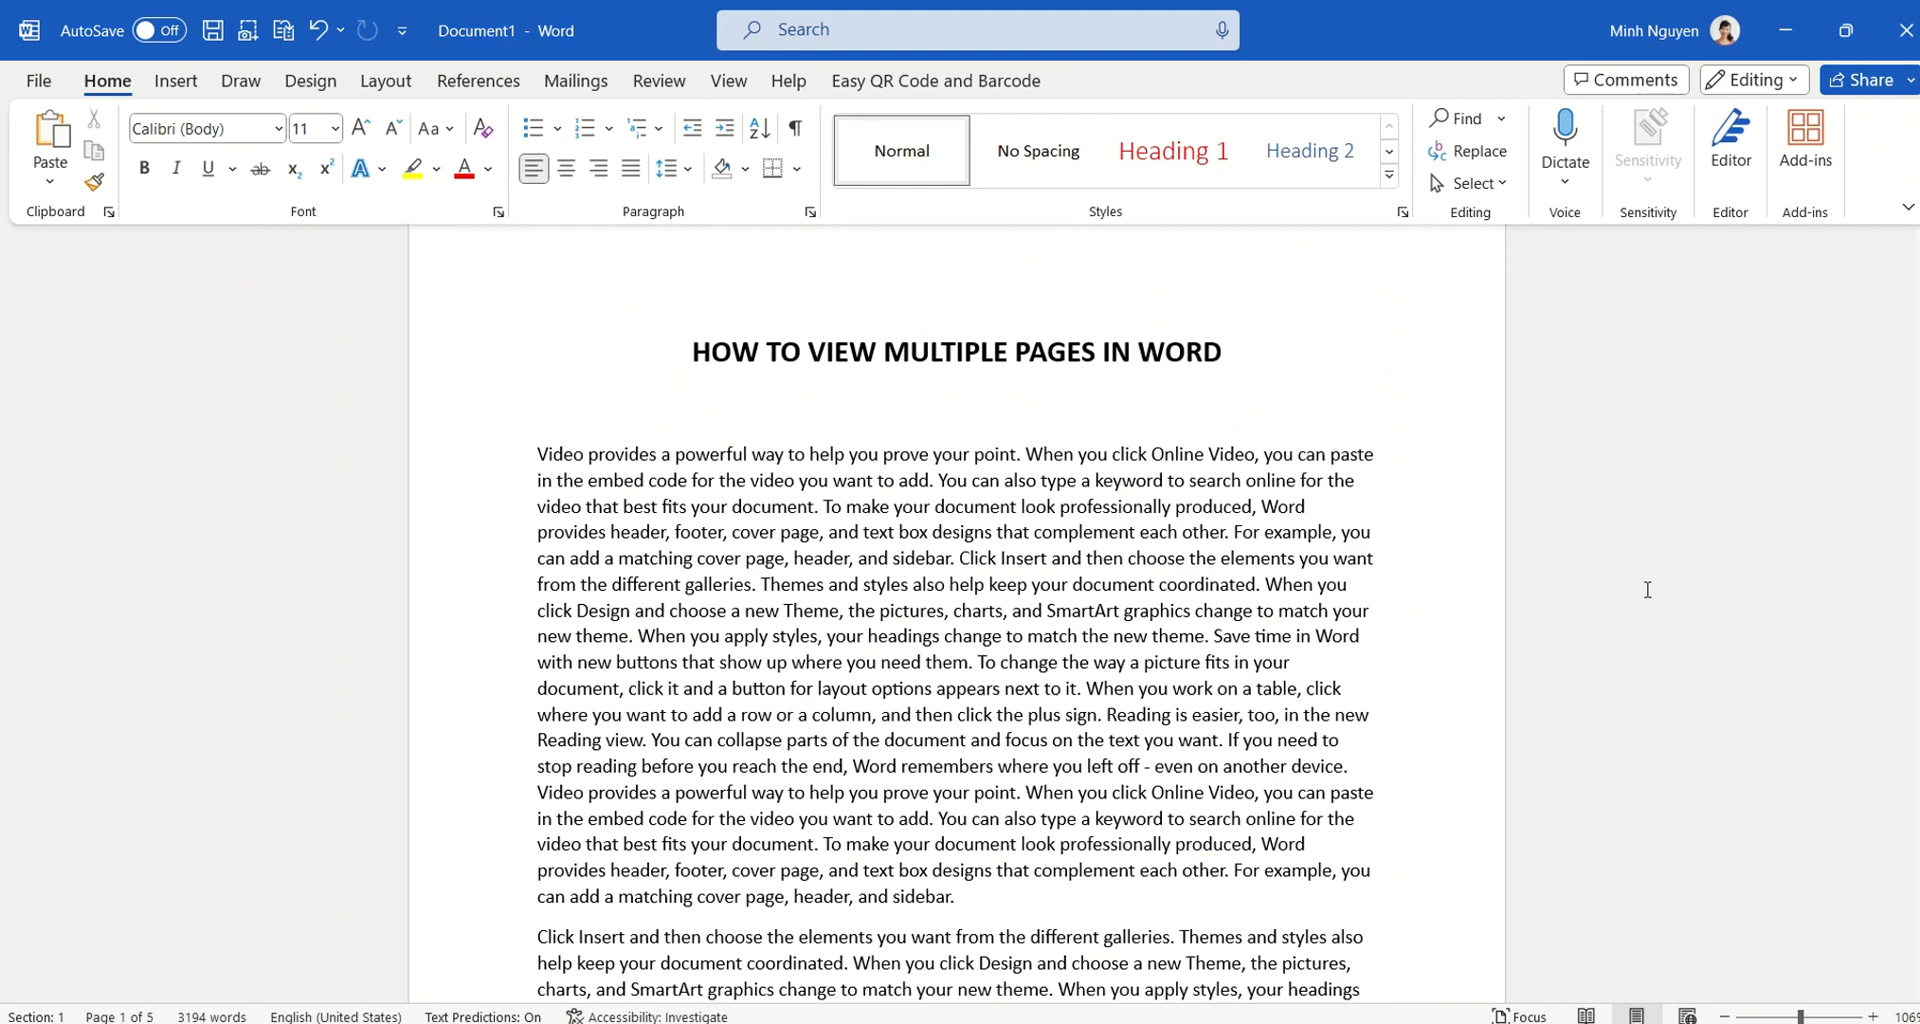 AutoSave Off Document1 - Word Search Minh Nguyen
File Home Insert Draw Design Layout References Mailings Review View Help Easy QR Code and Barcode Comments Editing Share
Paste Calibri (Body) 11 Aa Normal No Spacing Heading 1 Heading 2 Find Replace Select Dictate Sensitivity Editor Add-ins
Clipboard Font Paragraph Styles Editing Voice Sensitivity Editor Add-ins
HOW TO VIEW MULTIPLE PAGES IN WORD
Video provides a powerful way to help you prove your point. When you click Online Video, you can paste
in the embed code for the video you want to add. You can also type a keyword to search online for the
video that best fits your document. To make your document look professionally produced, Word
provides header, footer, cover page, and text box designs that complement each other. For example, you
can add a matching cover page, header, and sidebar. Click Insert and then choose the elements you want
from the different galleries. Themes and styles also help keep your document coordinated. When you
click Design and choose a new Theme, the pictures, charts, and SmartArt graphics change to match your
new theme. When you apply styles, your headings change to match the new theme. Save time in Word
with new buttons that show up where you need them. To change the way a picture fits in your
document, click it and a button for layout options appears next to it. When you work on a table, click
where you want to add a row or a column, and then click the plus sign. Reading is easier, too, in the new
Reading view. You can collapse parts of the document and focus on the text you want. If you need to
stop reading before you reach the end, Word remembers where you left off - even on another device.
Video provides a powerful way to help you prove your point. When you click Online Video, you can paste
in the embed code for the video you want to add. You can also type a keyword to search online for the
video that best fits your document. To make your document look professionally produced, Word
provides header, footer, cover page, and text box designs that complement each other. For example, you
can add a matching cover page, header, and sidebar.
Click Insert and then choose the elements you want from the different galleries. Themes and styles also
help keep your document coordinated. When you click Design and choose a new Theme, the pictures,
charts, and SmartArt graphics change to match your new theme. When you apply styles, your headings
Section: 1 Page 1 of 5 3194 words English (United States) Text Predictions: On Accessibility: Investigate Focus 106%